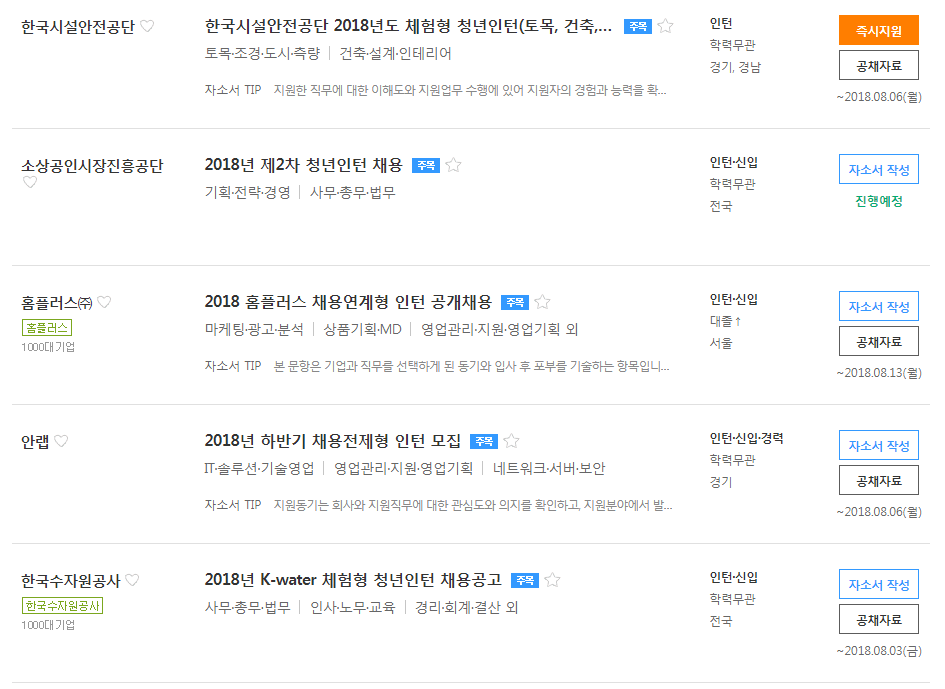 한국시설안전공단
한국시설안전공단 2018년도 체험형 청년인턴(토목, 건축,... 주목
토목·조경·도시·측량 | 건축·설계·인테리어
자소서 TIP 지원한 직무에 대한 이해도와 지원업무 수행에 있어 지원자의 경험과 능력을 확...
인턴
학력무관
경기, 경남
즉시지원
공채자료
~2018.08.06(월)
소상공인시장진흥공단
2018년 제2차 청년인턴 채용 주목
기획·전략·경영 | 사무·총무·법무
인턴·신입
학력무관
전국
자소서 작성
진행예정
홈플러스㈜
홈플러스
1000대기업
2018 홈플러스 채용연계형 인턴 공개채용 주목
마케팅·광고·분석 | 상품기획·MD | 영업관리·지원·영업기획 외
자소서 TIP 본 문항은 기업과 직무를 선택하게 된 동기와 입사 후 포부를 기술하는 항목입니...
인턴·신입
대졸↑
서울
자소서 작성
공채자료
~2018.08.13(월)
안랩
2018년 하반기 채용전제형 인턴 모집 주목
IT·솔루션·기술영업 | 영업관리·지원·영업기획 | 네트워크·서버·보안
자소서 TIP 지원동기는 회사와 지원직무에 대한 관심도와 의지를 확인하고, 지원분야에서 발...
인턴·신입·경력
학력무관
경기
자소서 작성
공채자료
~2018.08.06(월)
한국수자원공사
한국수자원공사
1000대기업
2018년 K-water 체험형 청년인턴 채용공고 주목
사무·총무·법무 | 인사·노무·교육 | 경리·회계·결산 외
인턴·신입
학력무관
전국
자소서 작성
공채자료
~2018.08.03(금)